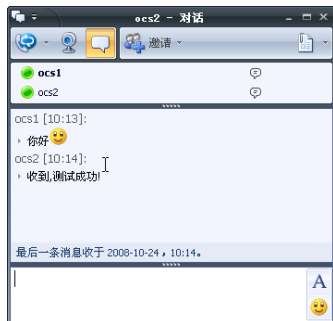 ocs2 - 对话
邀请
ocs1
ocs2
ocs1 [10:13]:
你好
ocs2 [10:14]:
收到,测试成功!
最后一条消息收于 2008-10-24，10:14。
A